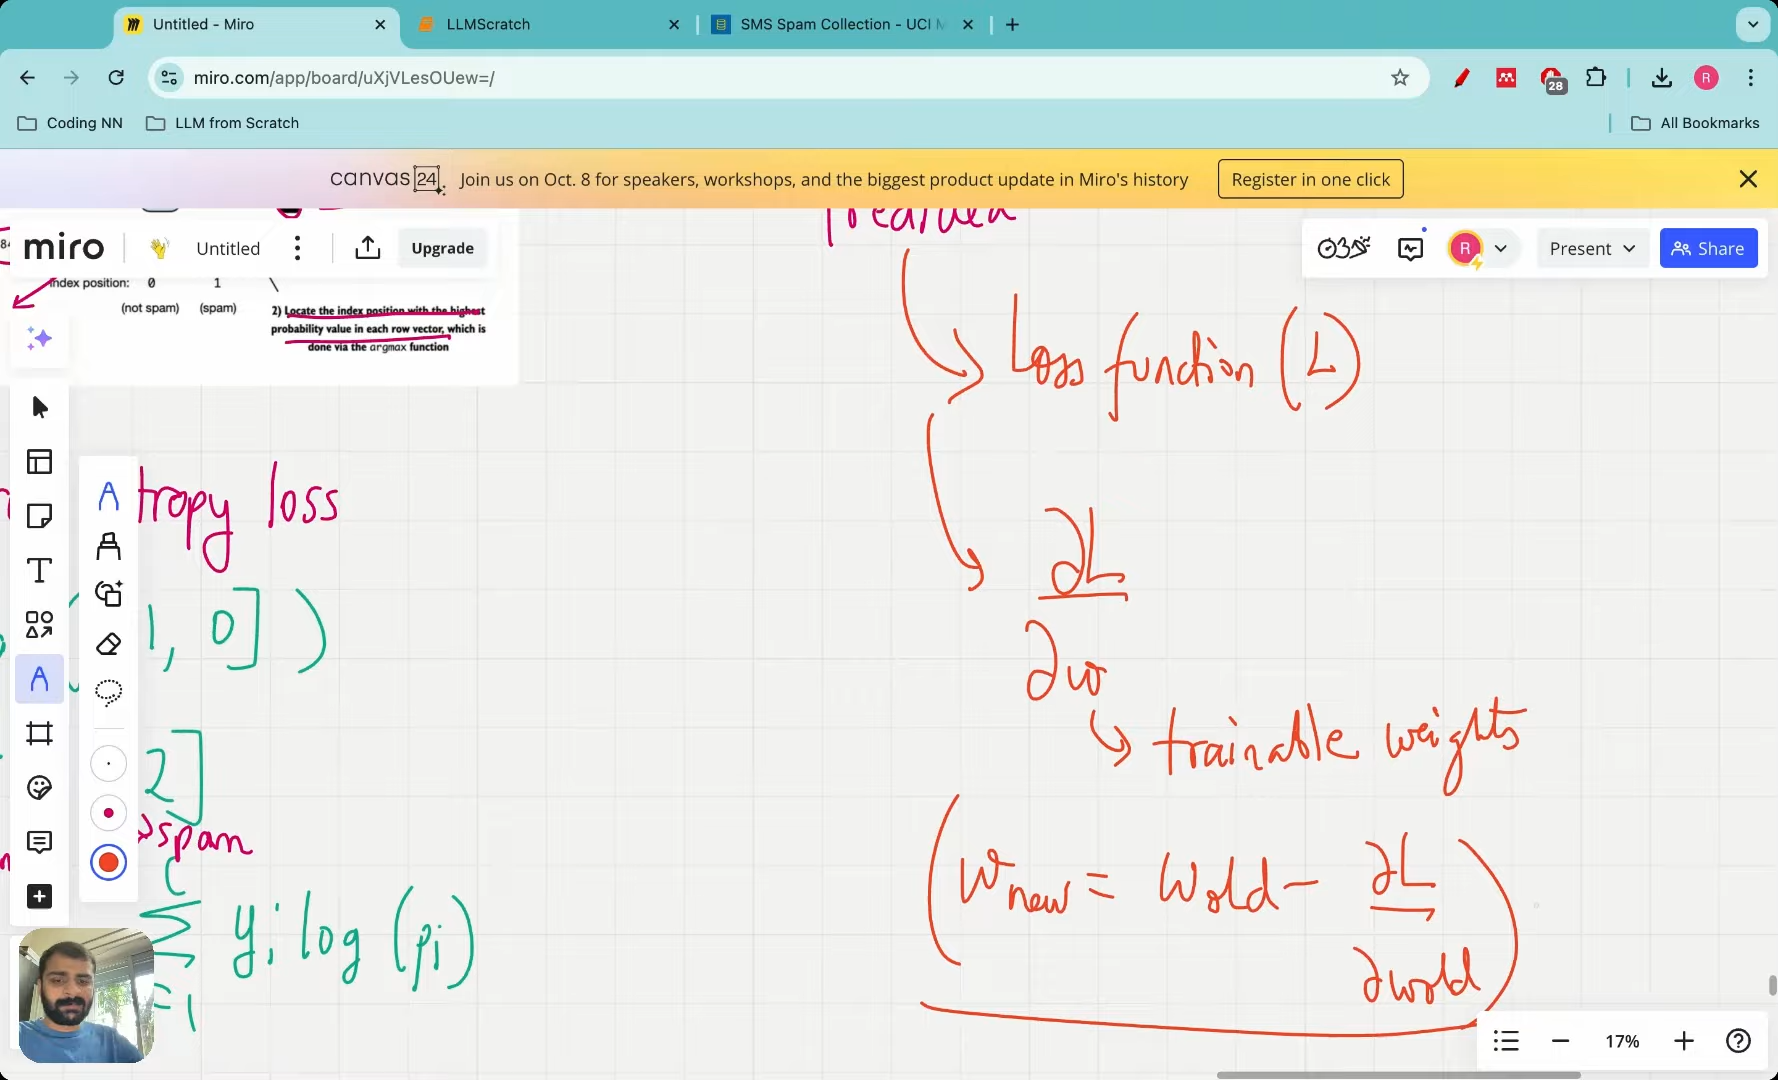 Untitled - Miro
LLMScratch
SMS Spam Collection - UCI M
miro.com/app/board/uXjVLesOUew=/
28
R
Coding NN
LLM from Scratch
All Bookmarks
canvas 24
Join us on Oct. 8 for speakers, workshops, and the biggest product update in Miro's history
Register in one click
miro
Untitled
Upgrade
R
Present
Share
Index position: 0 1
(not spam) (spam)
2) Locate the index position with the highest
probability value in each row vector, which is
done via the argmax function
Loss function (L)
tropy loss
∂L
1, 0] )
∂w
trainable weights
2]
spam
C
Wnew = Wold - ∂L
Σ yi log (pi)
∂wold
= 1
17%